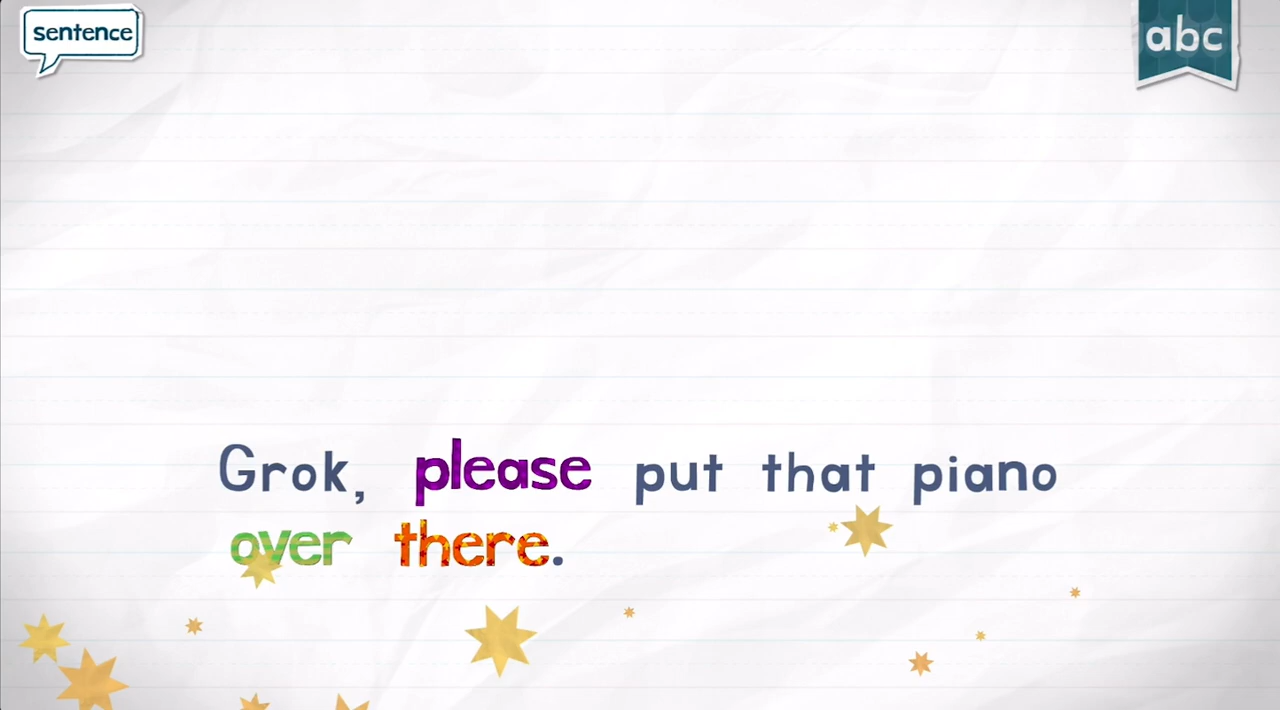 sentence
abc
Grok, please put that piano
over there.